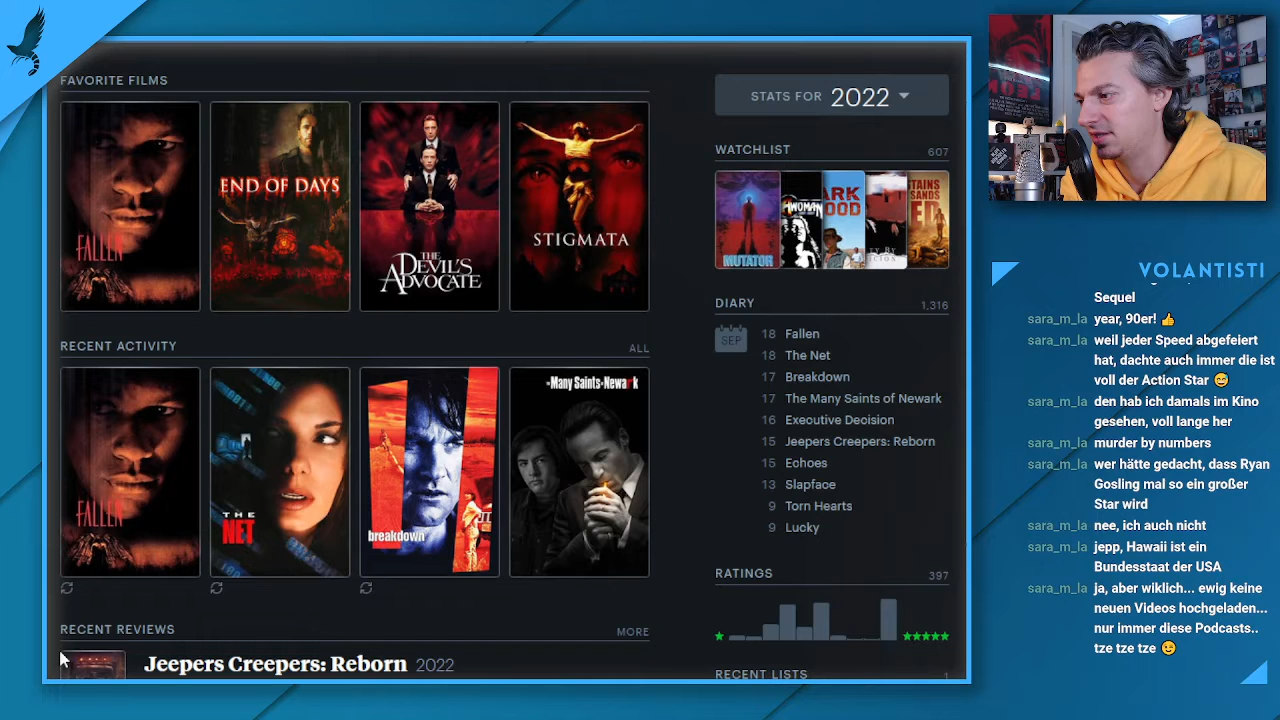 FAVORITE FILMS
FALLEN
END OF DAYS
THE
DEVIL'S
ADVOCATE
STIGMATA
RECENT ACTIVITY
ALL
FALLEN
THE
NET
breakdown
The Many Saints of Newark
RECENT REVIEWS
MORE
Jeepers Creepers: Reborn 2022
STATS FOR 2022
WATCHLIST
607
MUTATOR
WOMAN
DIARY
1,316
SEP
18 Fallen
18 The Net
17 Breakdown
17 The Many Saints of Newark
16 Executive Decision
15 Jeepers Creepers: Reborn
15 Echoes
13 Slapface
9 Torn Hearts
9 Lucky
RATINGS
397
RECENT LISTS
1
VOLANTISTI
Sequel
sara_m_la year, 90er! 👍
sara_m_la weil jeder Speed abgefeiert
hat, dachte auch immer die ist
voll der Action Star 😄
sara_m_la den hab ich damals im Kino
gesehen, voll lange her
sara_m_la murder by numbers
sara_m_la wer hätte gedacht, dass Ryan
Gosling mal so ein großer
Star wird
sara_m_la nee, ich auch nicht
sara_m_la jepp, Hawaii ist ein
Bundesstaat der USA
sara_m_la ja, aber wiklich... ewig keine
neuen Videos hochgeladen...
nur immer diese Podcasts..
tze tze tze 😉